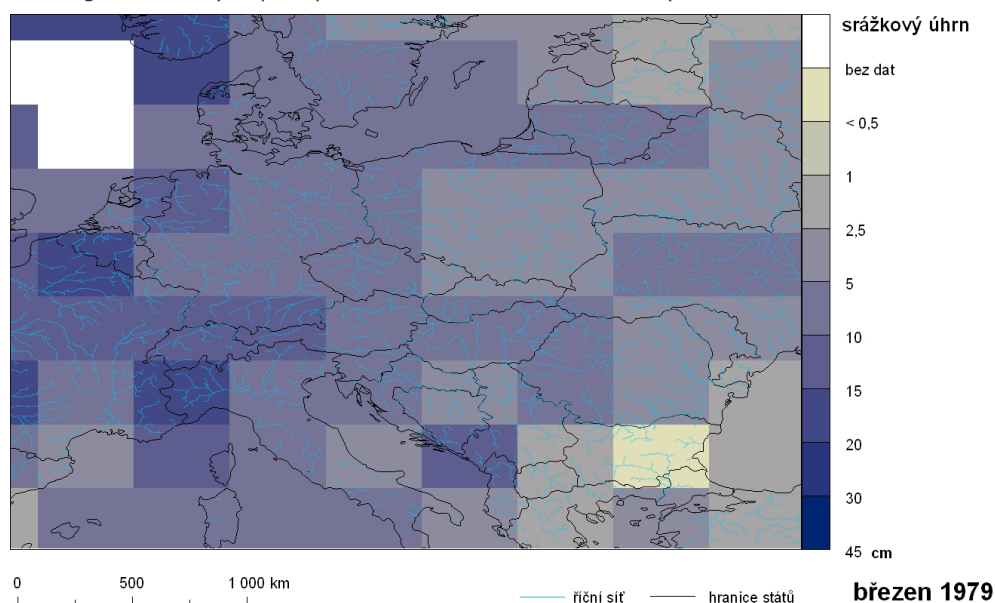 srážkový úhrn
bez dat
< 0,5
1
2,5
5
10
15
20
30
45 cm
0 500 1 000 km
říční síť hranice států
březen 1979